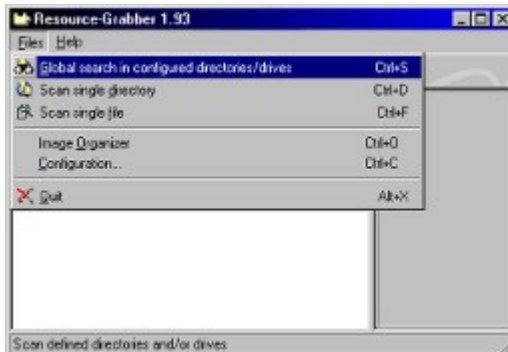 Resource-Grabber 1.93
Files Help
Global search in configured directories/drives Ctrl+S
Scan single directory Ctrl+D
Scan single file Ctrl+F
Image Organizer Ctrl+O
Configuration... Ctrl+C
Quit Alt+X
Scan defined directories and/or drives